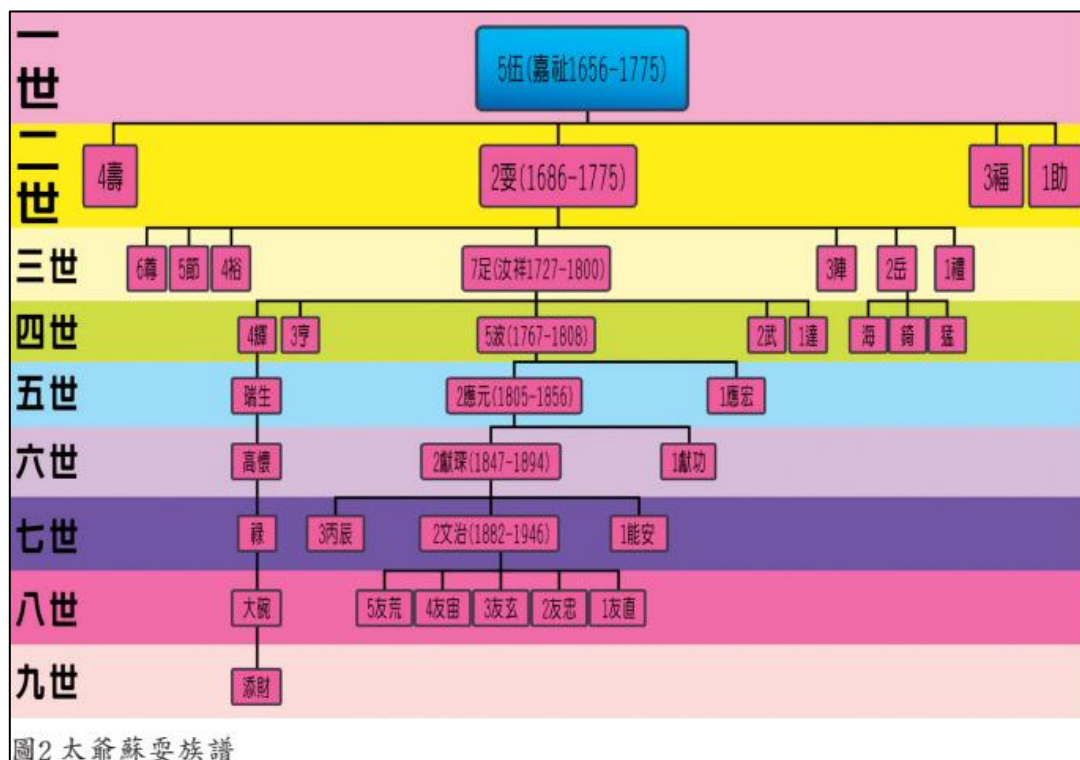 一世
5伍(嘉祉1656-1775)
二世
4壽 2耍(1686-1775) 3福 1助
三世
6尊 5節 4裕 7足(汝祥1727-1800) 3陣 2岳 1禮
四世
4繹 3亨 5波(1767-1808) 2武 1達 海 錡 猛
五世
瑞生 2應元(1805-1856) 1應宏
六世
高懷 2獻琛(1847-1894) 1獻功
七世
祿 3丙辰 2文治(1882-1946) 1能安
八世
大碗 5友荒 4友宙 3友玄 2友忠 1友直
九世
添財
圖2 太爺蘇耍族譜